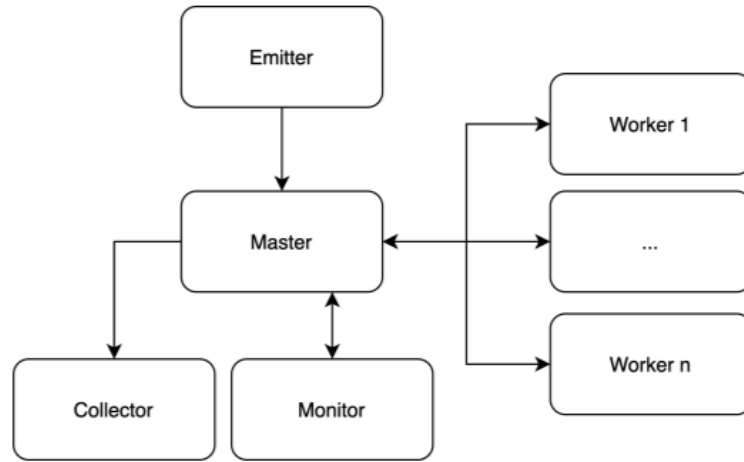 Emitter
Worker 1
Master
...
Worker n
Collector
Monitor